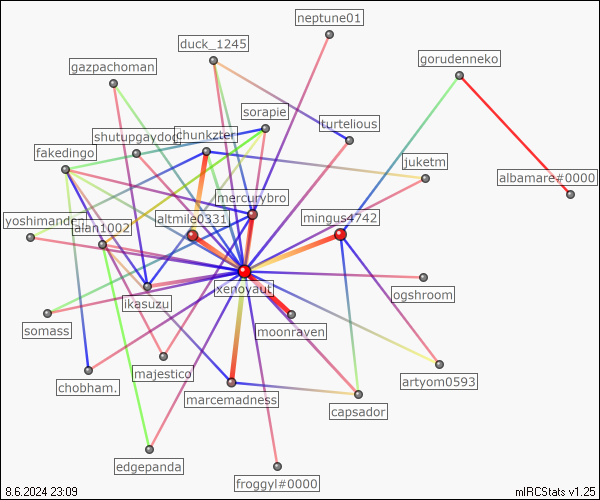 neptune01
duck_1245
gorudenneko
gazpachoman
sorapie
turtelious
shutupgaydog
chunkzter
fakedingo
juketm
albamare#0000
mercurybro
yoshimandea
altmile0331
mingus4742
alan1002
xenoyaut
ikasuzu
ogshroom
somass
moonraven
majestico
artyom0593
chobham.
marcemadness
capsador
edgepanda
froggyl#0000
8.6.2024 23:09
mIRCStats v1.25